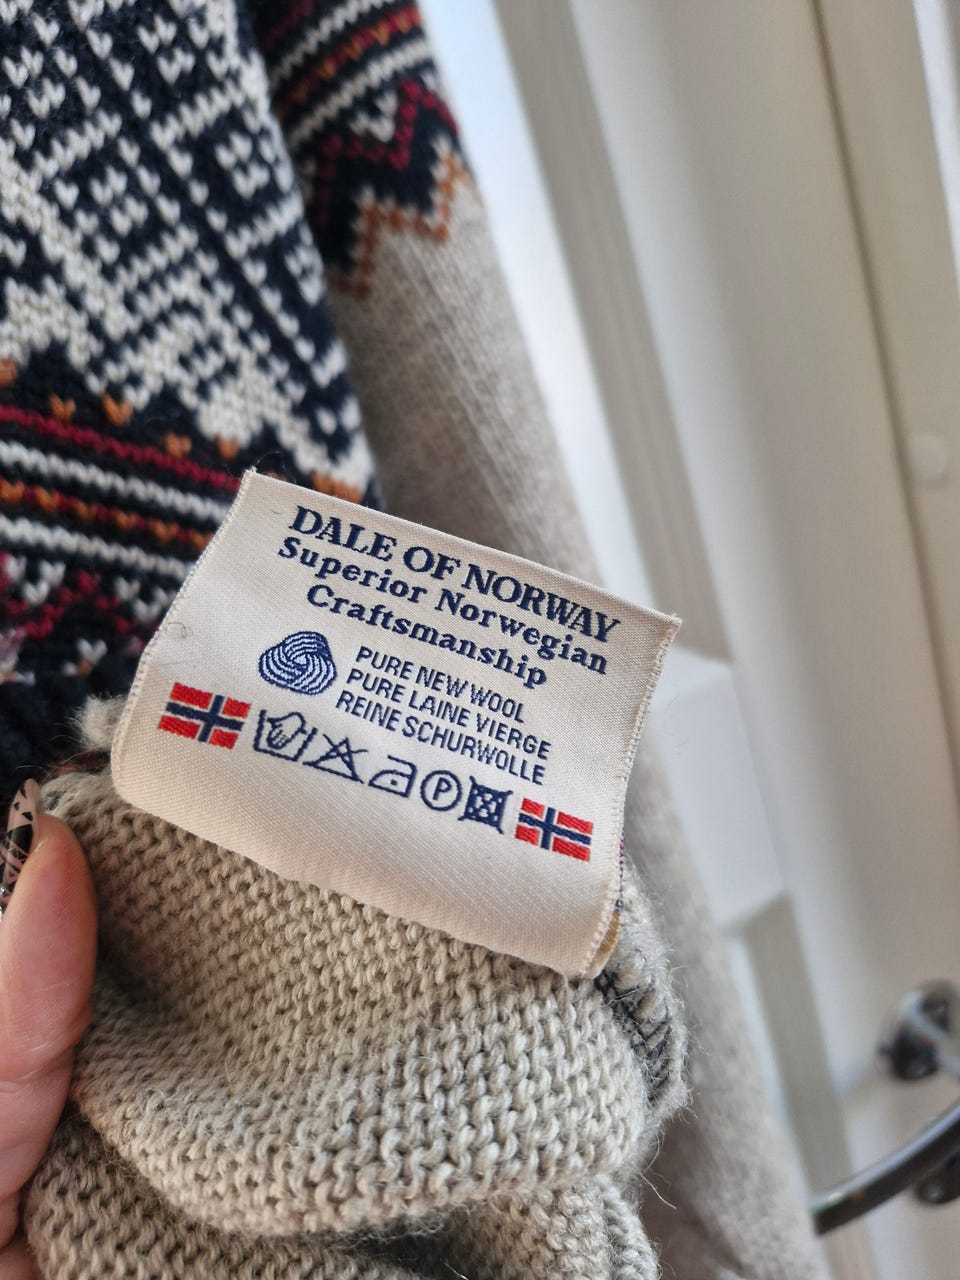 DALE OF NORWAY
Superior Norwegian
Craftsmanship
PURE NEW WOOL
PURE LAINE VIERGE
REINE SCHURWOLLE
P